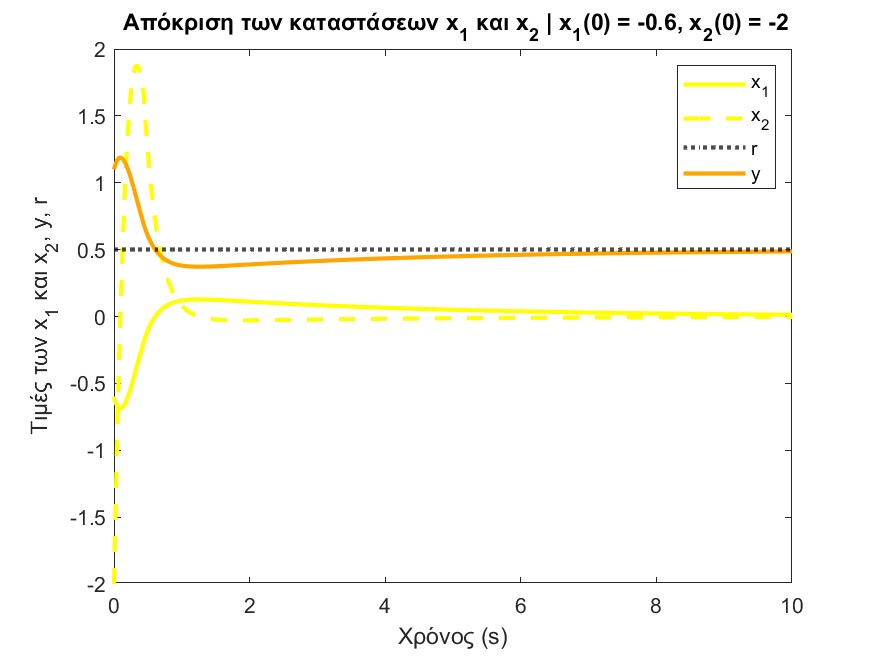 Απόκριση των καταστάσεων x₁ και x₂ | x₁(0) = -0.6, x₂(0) = -2
2
1.5
1
0.5
0
-0.5
-1
-1.5
-2
0 2 4 6 8 10
Τιμές των x₁ και x₂, y, r
Χρόνος (s)
x₁
x₂
r
y